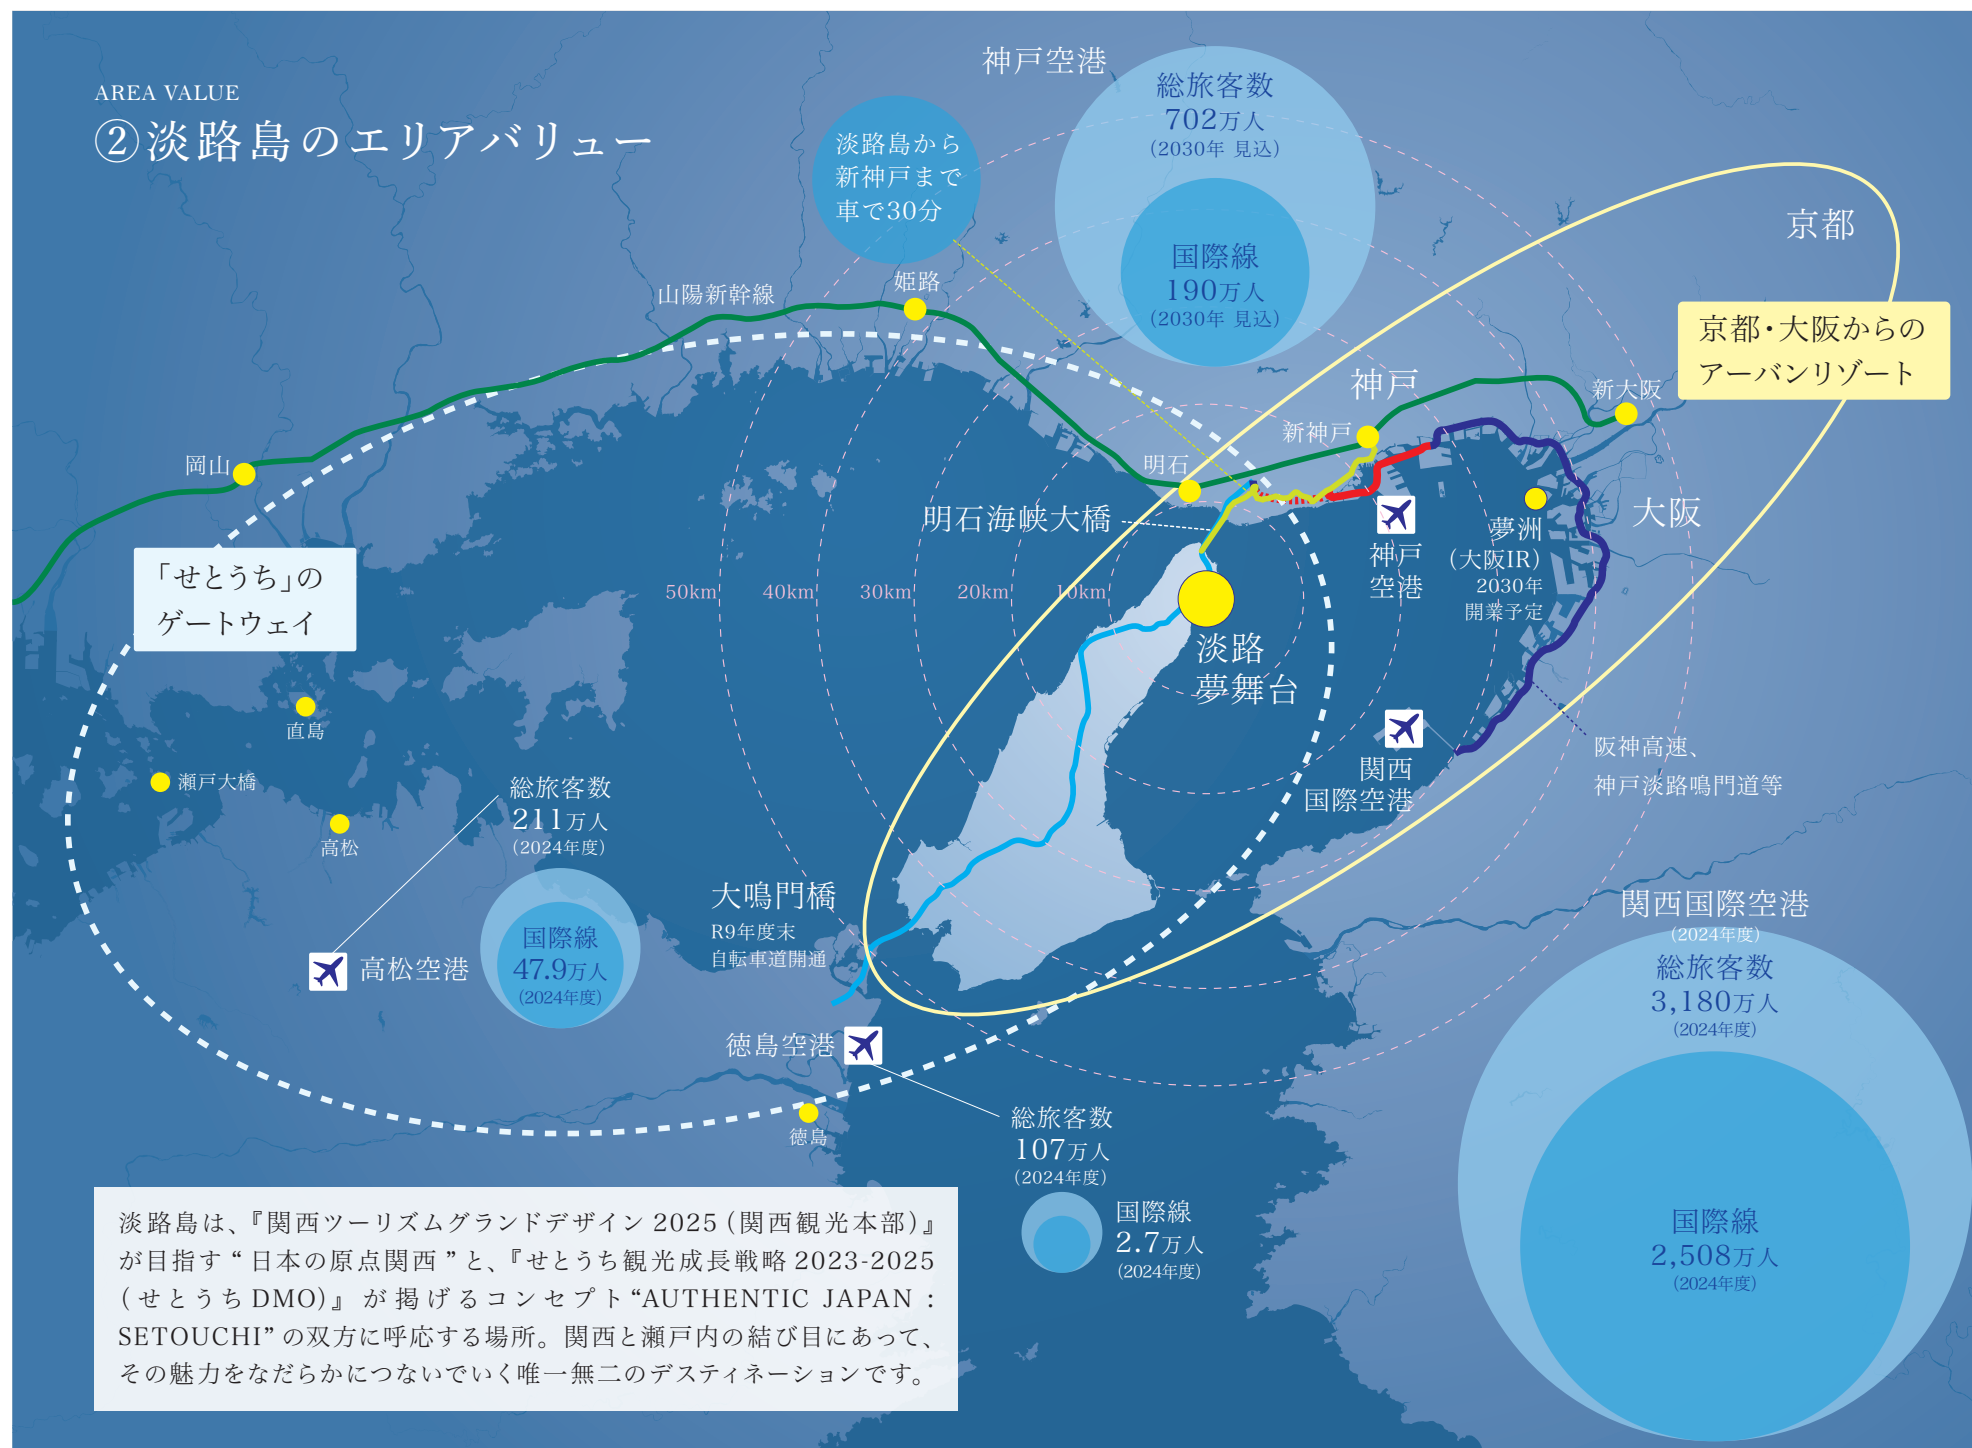 AREA VALUE
②淡路島のエリアバリュー
淡路島から
新神戸まで
車で30分
神戸空港
総旅客数
702万人
(2030年 見込)
国際線
190万人
(2030年 見込)
京都
京都・大阪からの
アーバンリゾート
山陽新幹線
姫路
岡山
明石
新神戸
神戸
新大阪
大阪
明石海峡大橋
神戸
空港
夢洲
(大阪IR)
2030年
開業予定
「せとうち」の
ゲートウェイ
50km
40km
30km
20km
10km
淡路
夢舞台
直島
瀬戸大橋
高松
関西
国際空港
阪神高速、
神戸淡路鳴門道等
総旅客数
211万人
(2024年度)
国際線
47.9万人
(2024年度)
高松空港
大鳴門橋
R9年度末
自転車道開通
徳島空港
徳島
総旅客数
107万人
(2024年度)
国際線
2.7万人
(2024年度)
関西国際空港
(2024年度)
総旅客数
3,180万人
(2024年度)
国際線
2,508万人
(2024年度)
淡路島は、『関西ツーリズムグランドデザイン 2025 (関西観光本部)』
が目指す “ 日本の原点関西 ” と、『せとうち観光成長戦略 2023-2025
( せとうち DMO)』 が 掲げるコンセプト “AUTHENTIC JAPAN :
SETOUCHI” の双方に呼応する場所。関西と瀬戸内の結び目にあって、
その魅力をなだらかにつないでいく唯一無二のデスティネーションです。